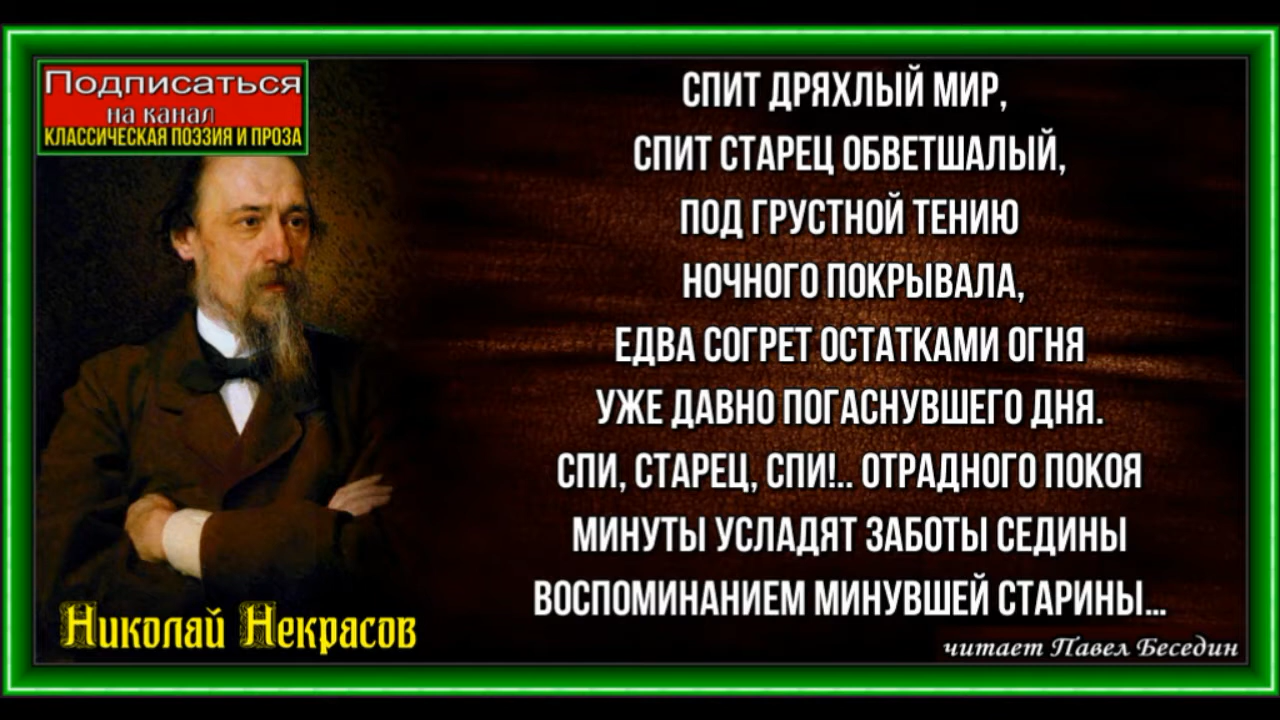 Подписаться
на канал
КЛАССИЧЕСКАЯ ПОЭЗИЯ И ПРОЗА
СПИТ ДРЯХЛЫЙ МИР,
СПИТ СТАРЕЦ ОБВЕТШАЛЫЙ,
ПОД ГРУСТНОЙ ТЕНИЮ
НОЧНОГО ПОКРЫВАЛА,
ЕДВА СОГРЕТ ОСТАТКАМИ ОГНЯ
УЖЕ ДАВНО ПОГАСНУВШЕГО ДНЯ.
СПИ, СТАРЕЦ, СПИ!.. ОТРАДНОГО ПОКОЯ
МИНУТЫ УСЛАДЯТ ЗАБОТЫ СЕДИНЫ
ВОСПОМИНАНИЕМ МИНУВШЕЙ СТАРИНЫ...
Николай Некрасов
читает Павел Беседин